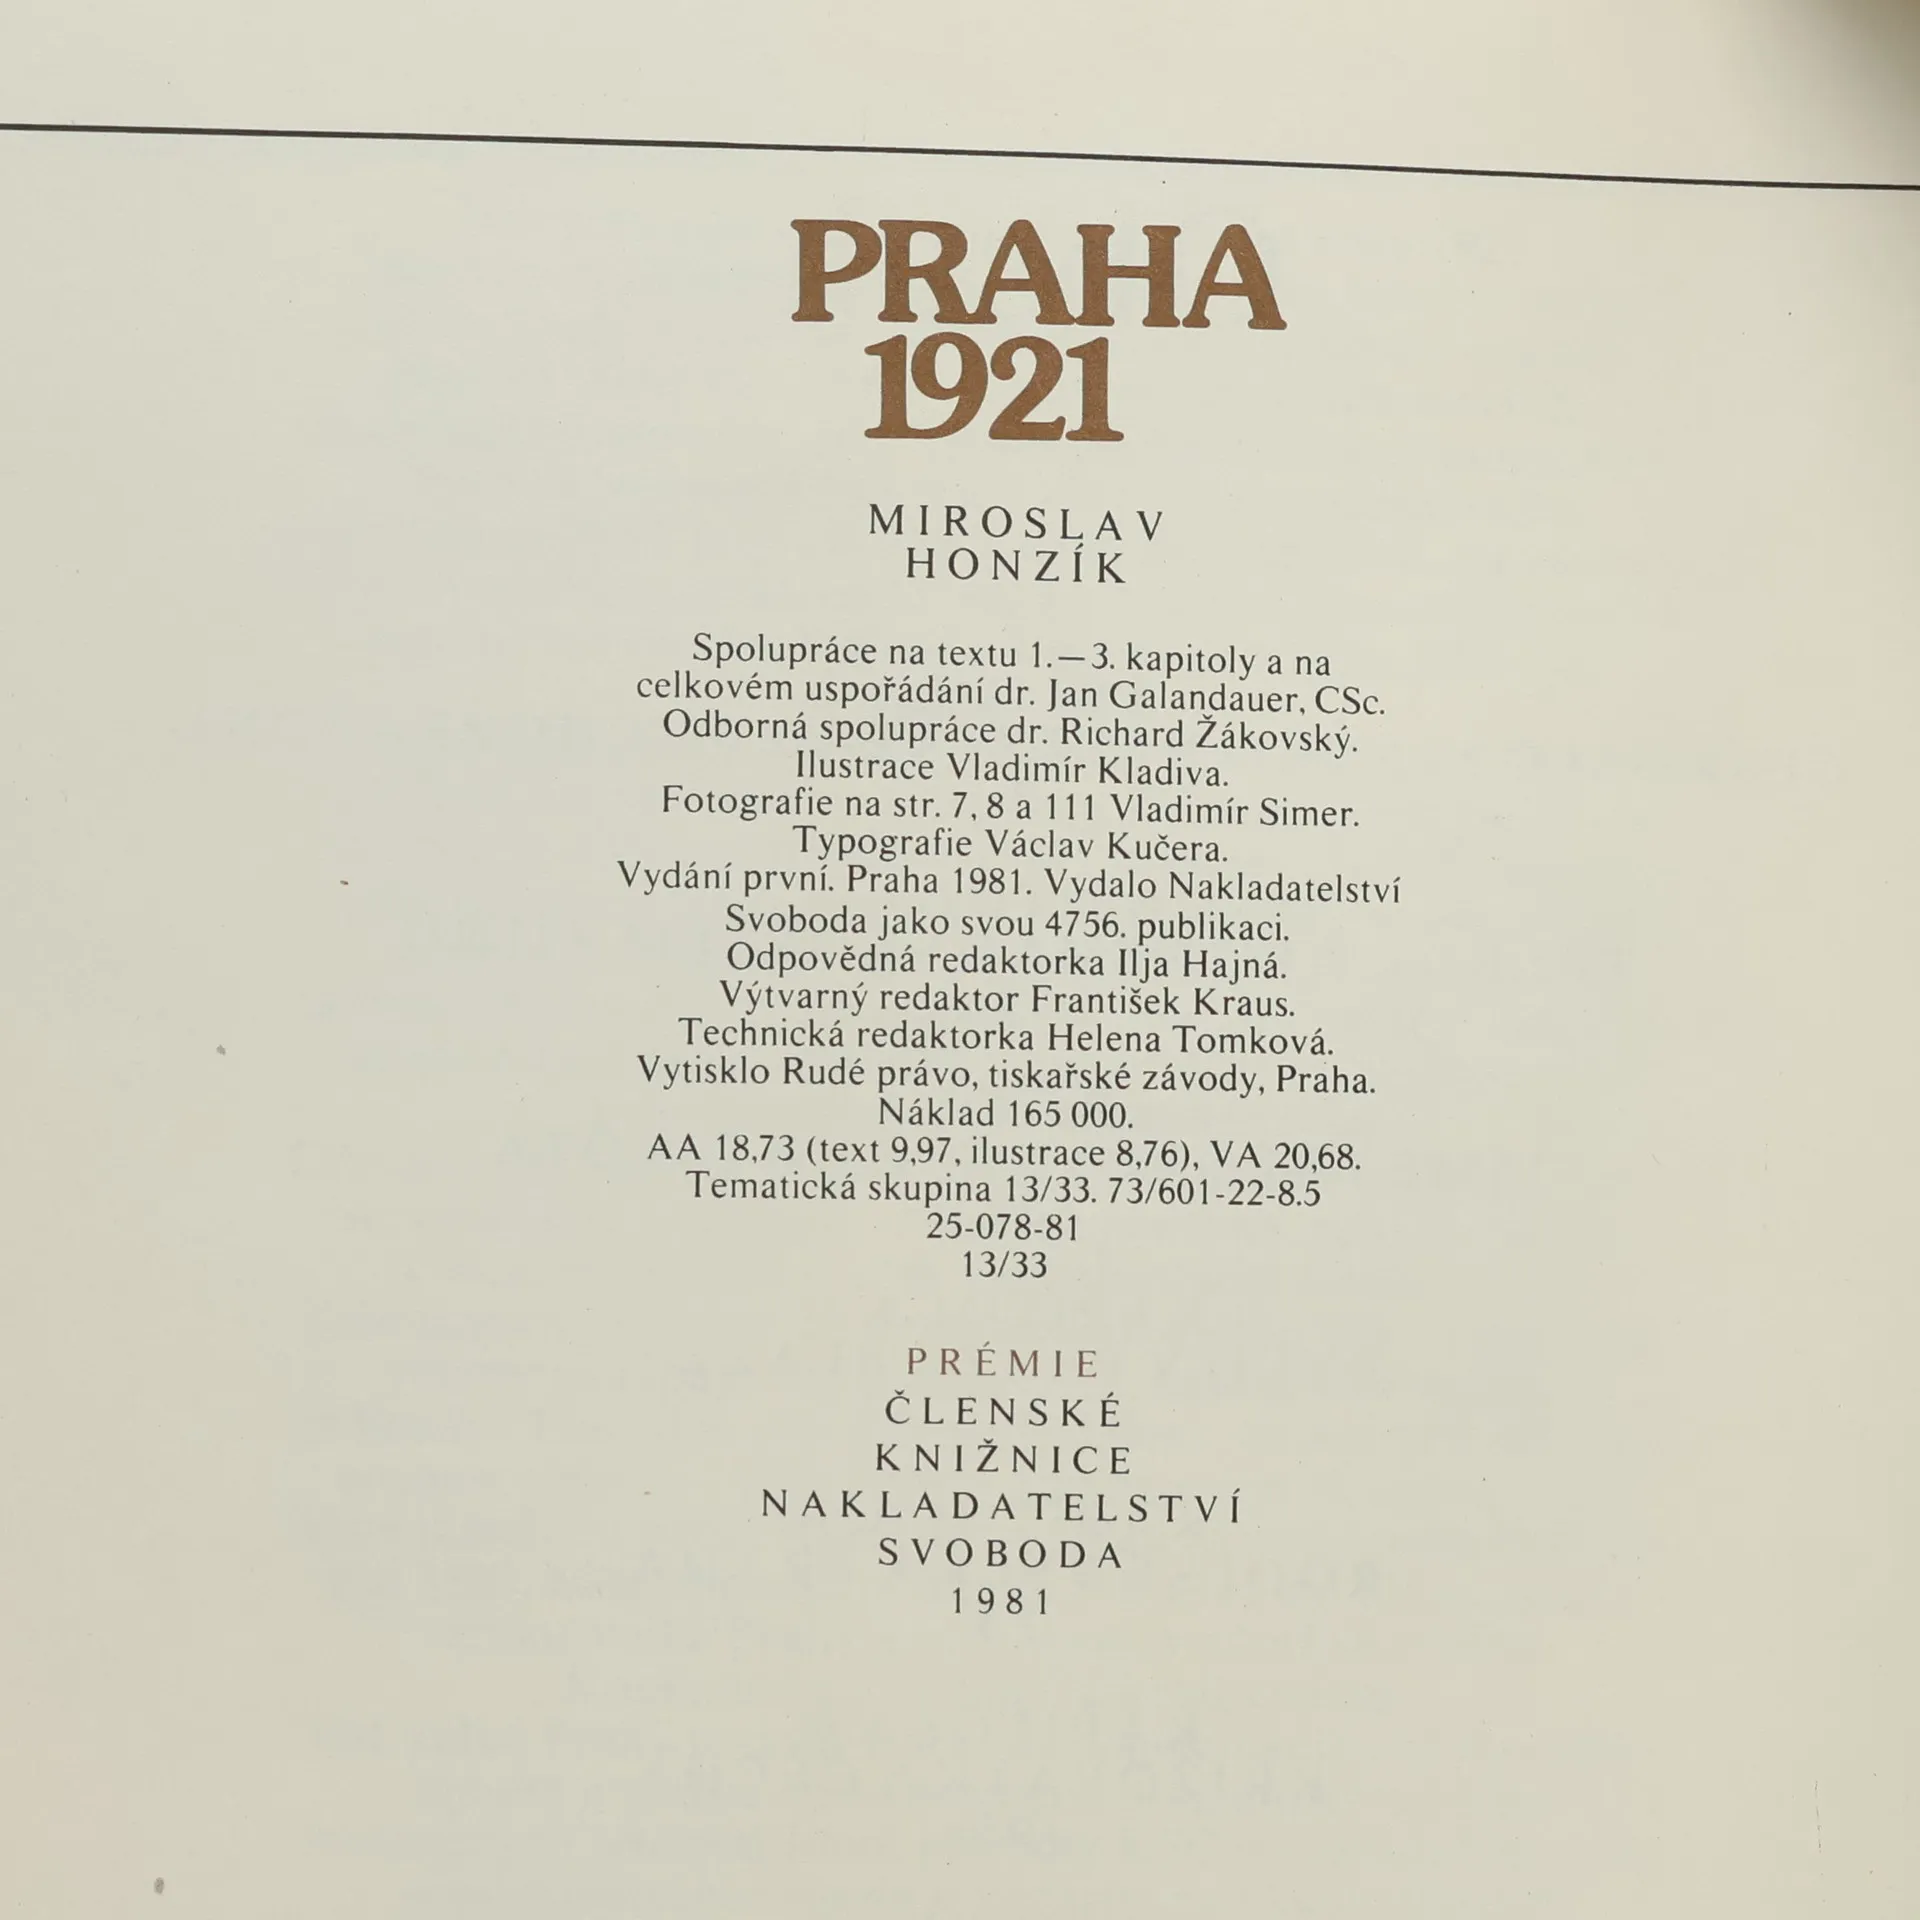 PRAHA
1921
MIROSLAV
HONZÍK
Spolupráce na textu 1.—3. kapitoly a na
celkovém uspořádání dr. Jan Galandauer, CSc.
Odborná spolupráce dr. Richard Žákovský.
Ilustrace Vladimír Kladiva.
Fotografie na str. 7, 8 a 111 Vladimír Simer.
Typografie Václav Kučera.
Vydání první. Praha 1981. Vydalo Nakladatelství
Svoboda jako svou 4756. publikaci.
Odpovědná redaktorka Ilja Hajná.
Výtvarný redaktor František Kraus.
Technická redaktorka Helena Tomková.
Vytisklo Rudé právo, tiskařské závody, Praha.
Náklad 165 000.
AA 18,73 (text 9,97, ilustrace 8,76), VA 20,68.
Tematická skupina 13/33. 73/601-22-8.5
25-078-81
13/33
PRÉMIE
ČLENSKÉ
KNIŽNICE
NAKLADATELSTVÍ
SVOBODA
1981